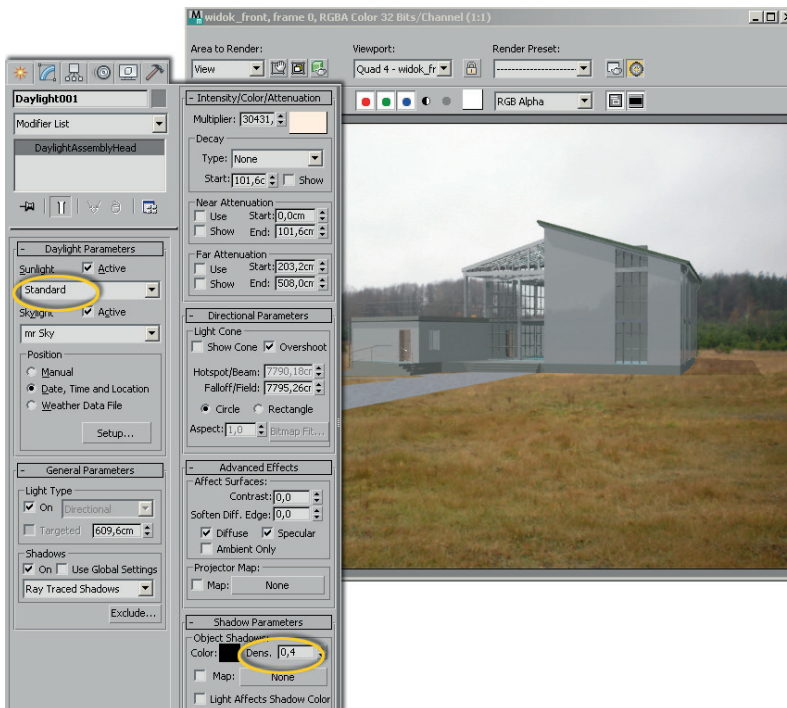 widok_front, frame 0, RGBA Color 32 Bits/Channel (1:1)
Area to Render:
Viewport:
Render Preset:
View
Quad 4 - widok_fr
RGB Alpha
Daylight001
Modifier List
DaylightAssemblyHead
- Daylight Parameters
Sunlight Active
Standard
Skylight Active
mr Sky
Position
Manual
Date, Time and Location
Weather Data File
Setup...
- General Parameters
Light Type
On Directional
Targeted 609,6cm
Shadows
On Use Global Settings
Ray Traced Shadows
Exclude...
- Intensity/Color/Attenuation
Multiplier: 30431,
Decay
Type: None
Start: 101,6c Show
Near Attenuation
Use Start: 0,0cm
Show End: 101,6cm
Far Attenuation
Use Start: 203,2cm
Show End: 508,0cm
- Directional Parameters
Light Cone
Show Cone Overshoot
Hotspot/Beam: 7790,18cr
Falloff/Field: 7795,26cr
Circle Rectangle
Aspect: 1,0 Bitmap Fit...
- Advanced Effects
Affect Surfaces:
Contrast: 0,0
Soften Diff. Edge: 0,0
Diffuse Specular
Ambient Only
Projector Map:
Map: None
- Shadow Parameters
Object Shadows:
Color: Dens. 0,4
Map: None
Light Affects Shadow Color